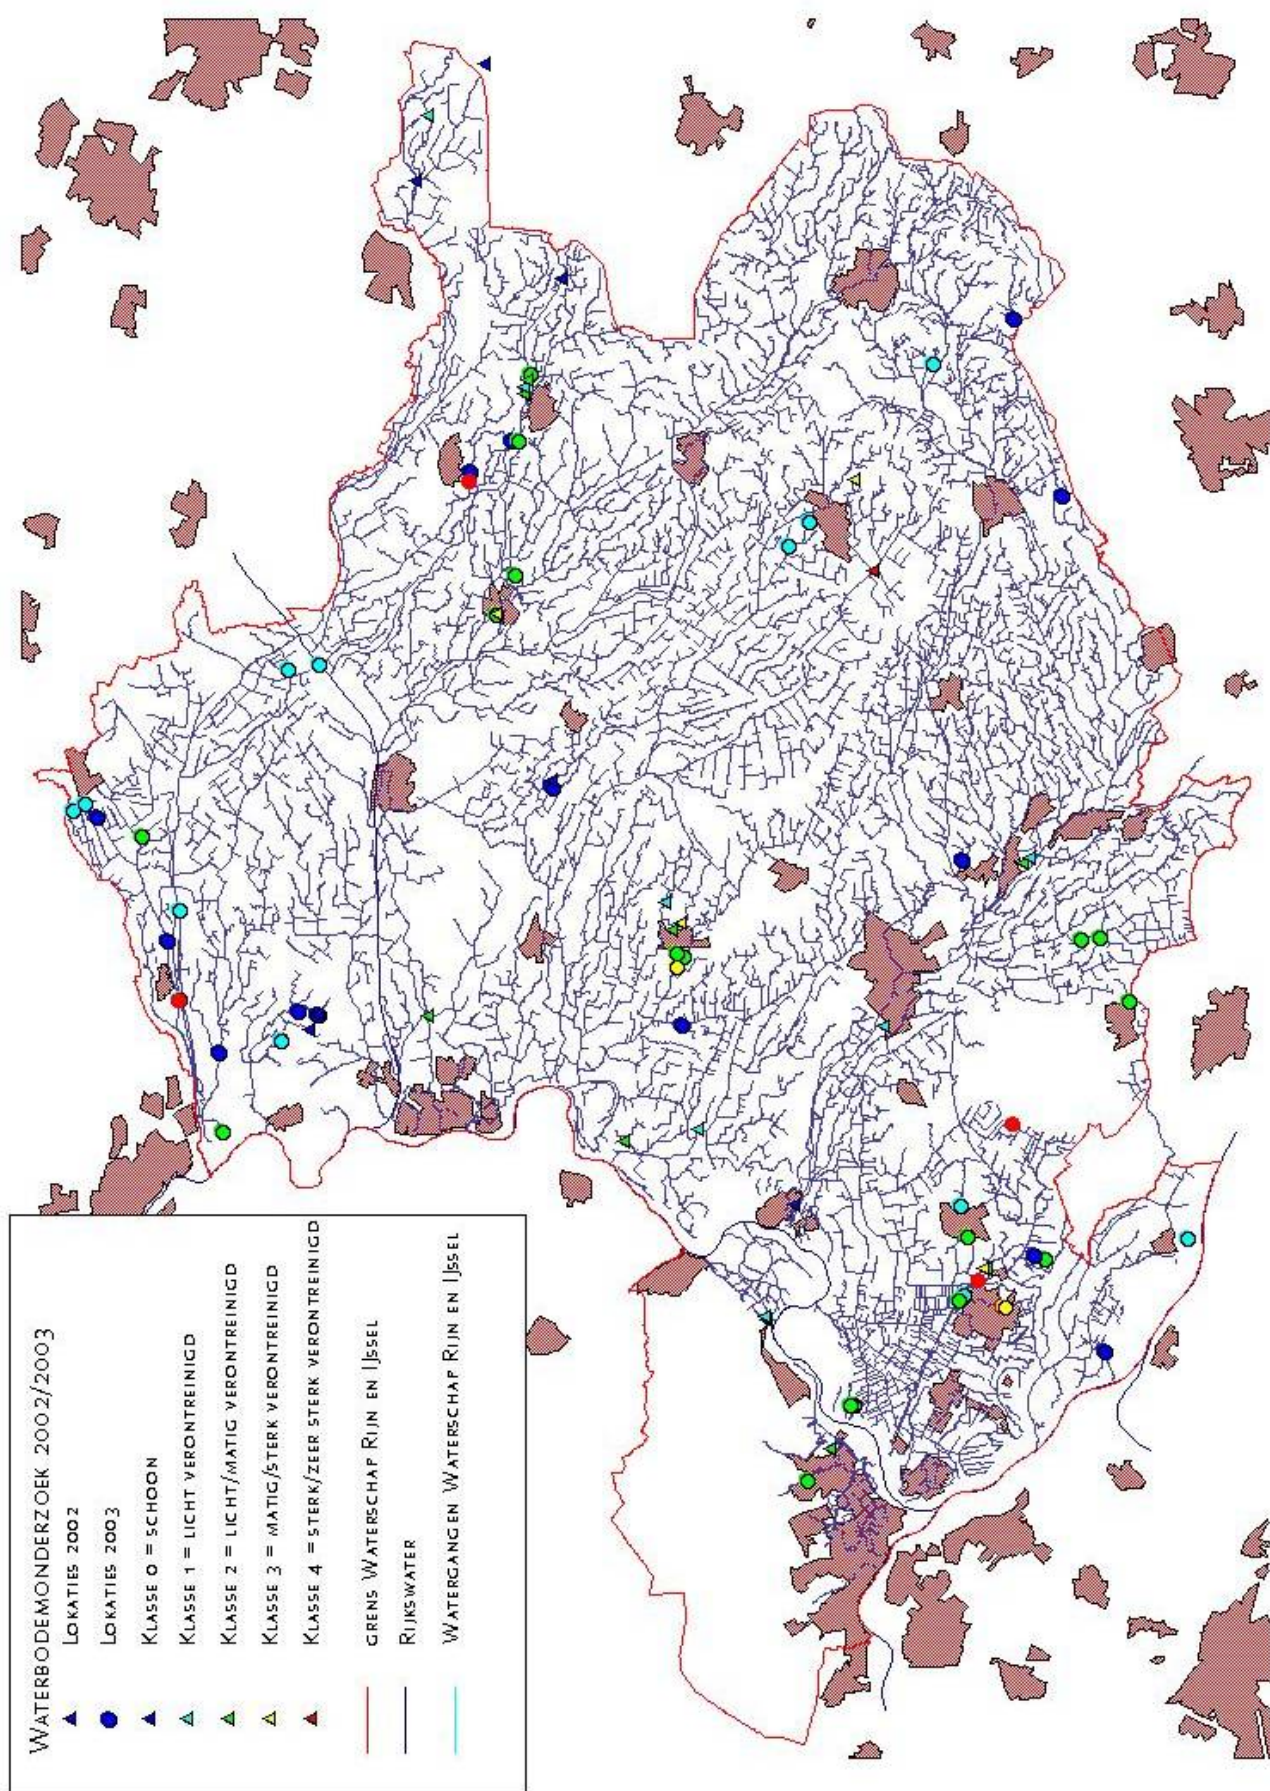 WATERBODEMONDERZOEK 2002/2003
LOKATIES 2002
LOKATIES 2003
KLASSE 0 = SCHOON
KLASSE 1 = LICHT VERONTREINIGD
KLASSE 2 = LICHT/MATIG VERONTREINIGD
KLASSE 3 = MATIG/STERK VERONTREINIGD
KLASSE 4 = STERK/ZEER STERK VERONTREINIGD
GRENS WATERSCHAP RIJN EN IJSSEL
RIJKSWATER
WATERGANGEN WATERSCHAP RIJN EN IJSSEL